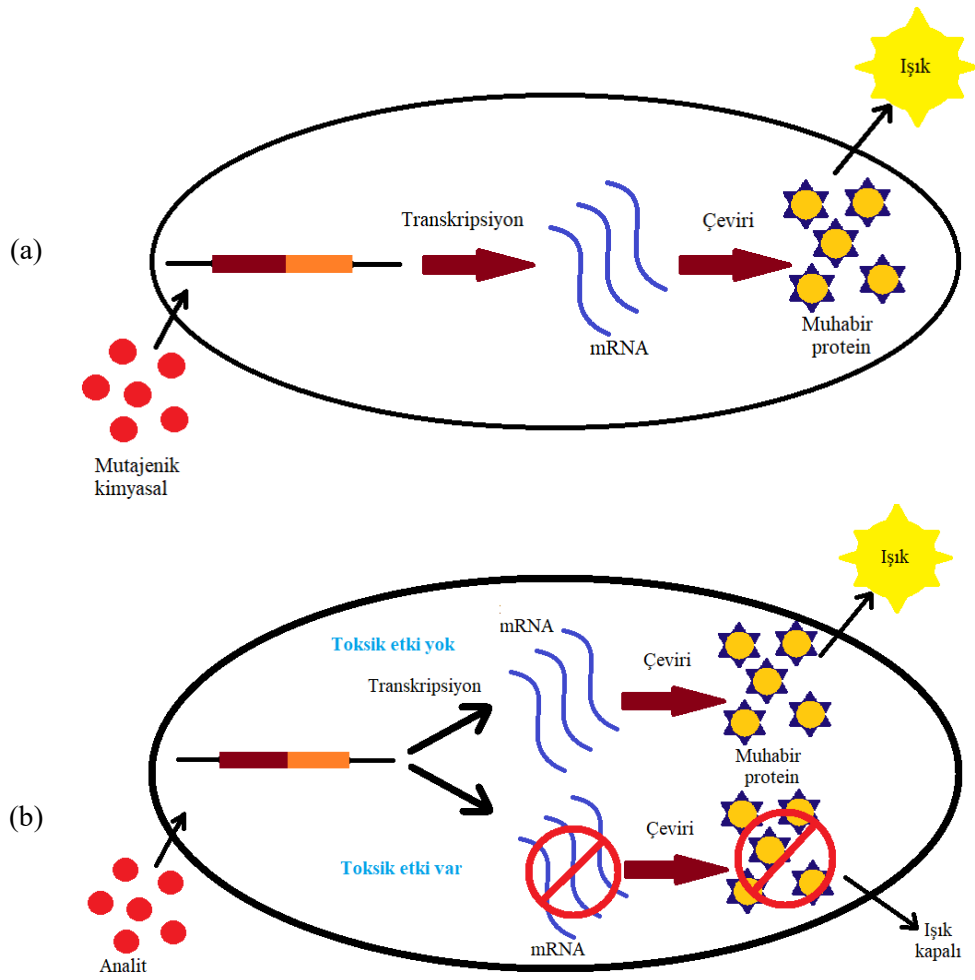 (a)
Işık
Transkripsiyon
Çeviri
mRNA
Muhabir
protein
Mutajenik
kimyasal
(b)
Işık
Toksik etki yok
mRNA
Transkripsiyon
Çeviri
Muhabir
protein
Toksik etki var
Çeviri
mRNA
Analit
Işık
kapalı